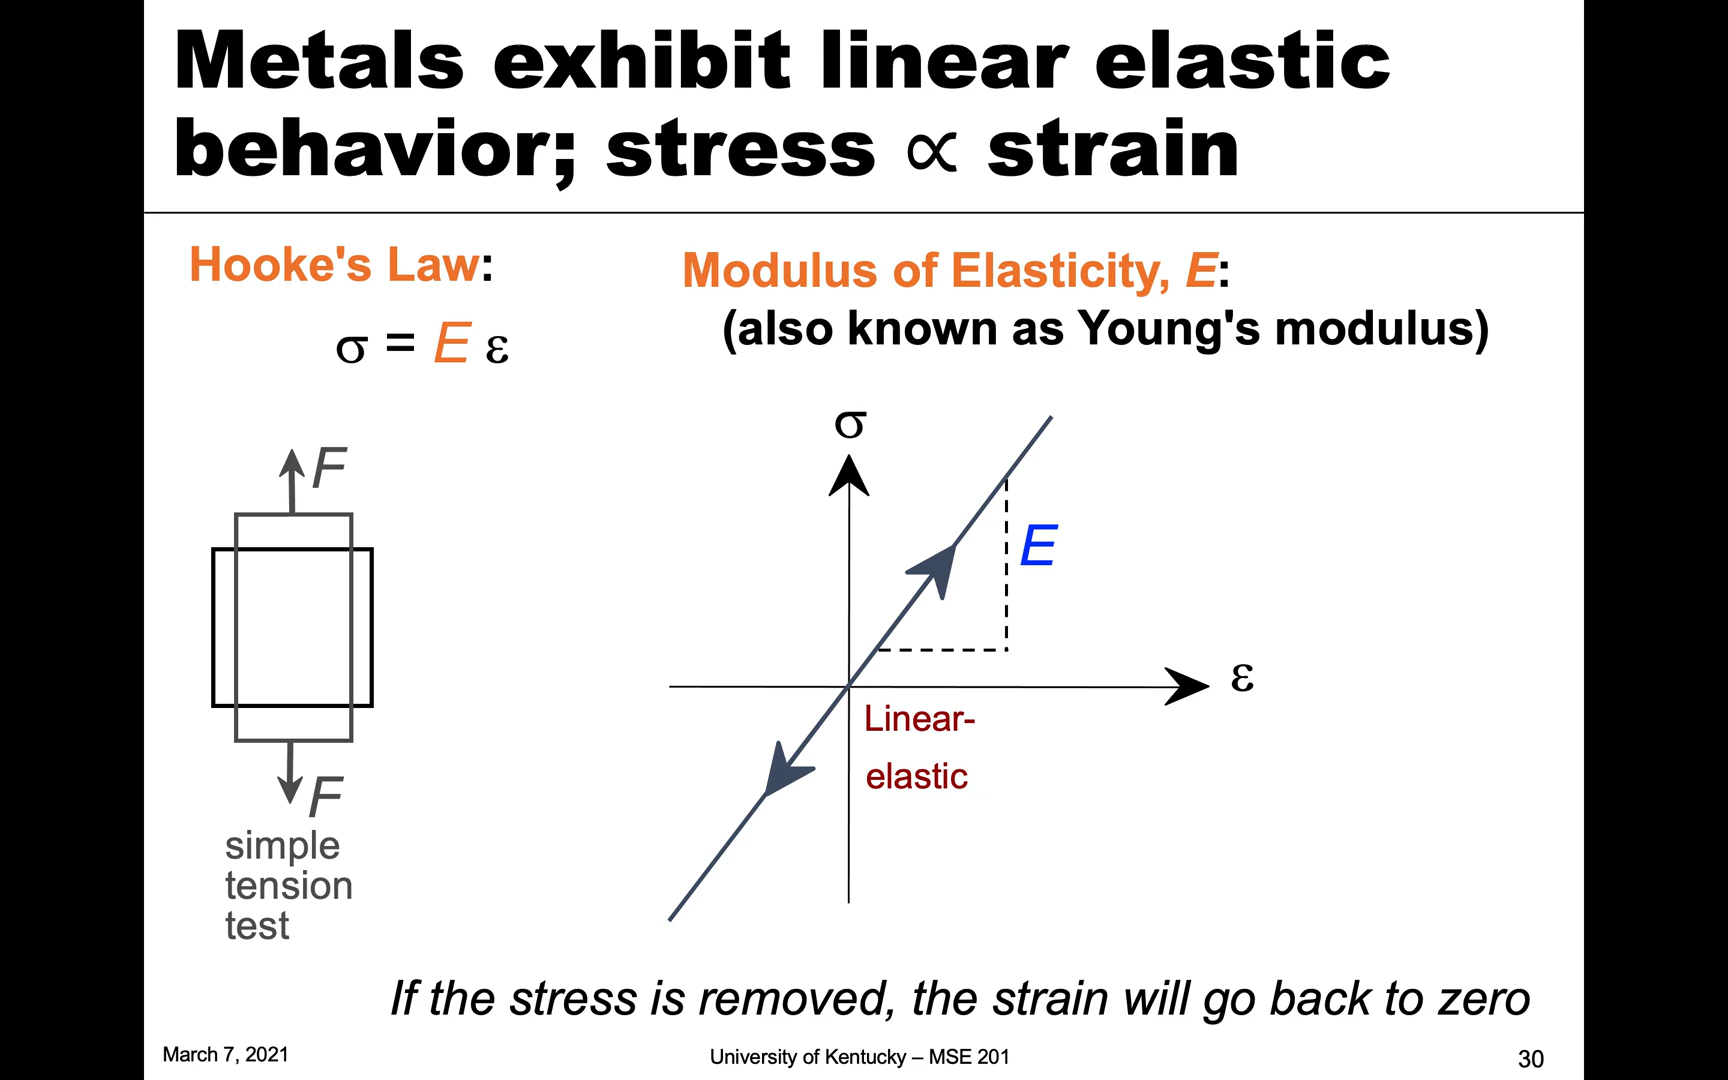 Metals exhibit linear elastic
behavior; stress ∝ strain
Hooke's Law:
σ = E ε
Modulus of Elasticity, E:
(also known as Young's modulus)
F
F
simple
tension
test
σ
E
ε
Linear-
elastic
If the stress is removed, the strain will go back to zero
March 7, 2021
University of Kentucky – MSE 201
30